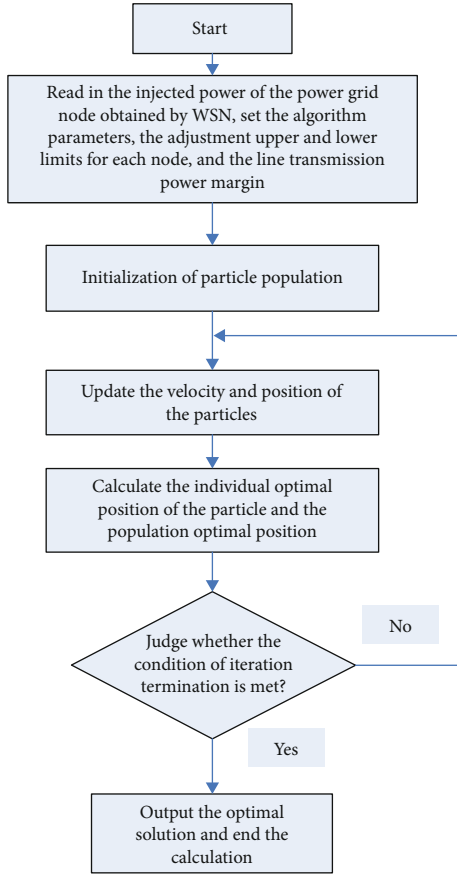 Start
Read in the injected power of the power grid
node obtained by WSN, set the algorithm
parameters, the adjustment upper and lower
limits for each node, and the line transmission
power margin
Initialization of particle population
Update the velocity and position of
the particles
Calculate the individual optimal
position of the particle and the
population optimal position
Judge whether the
condition of iteration
termination is met?
No
Yes
Output the optimal
solution and end the
calculation